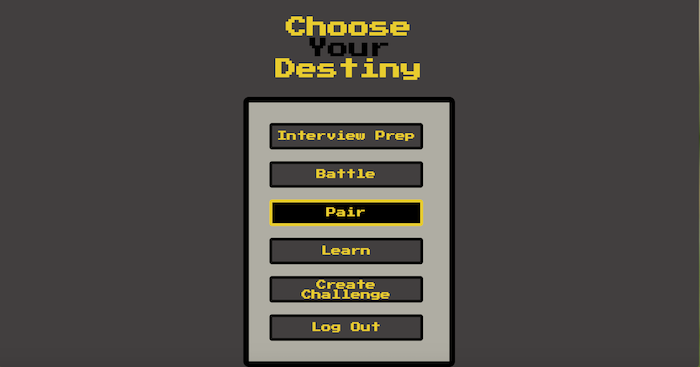 Choose
Your
Destiny
Interview Prep
Battle
Pair
Learn
Create
Challenge
Log Out